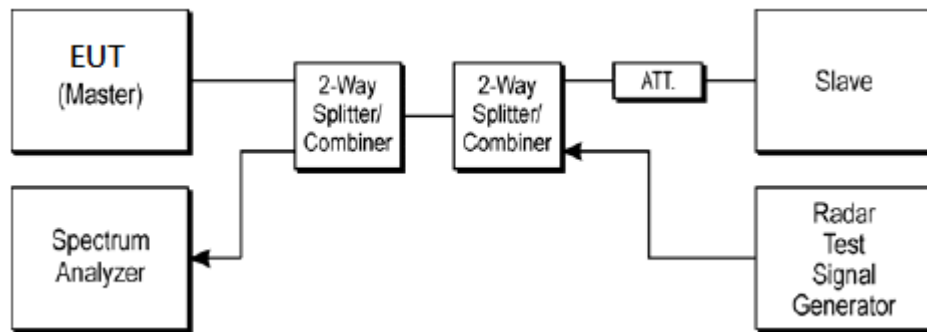 EUT
(Master)
2-Way
Splitter/
Combiner
2-Way
Splitter/
Combiner
ATT.
Slave
Spectrum
Analyzer
Radar
Test
Signal
Generator